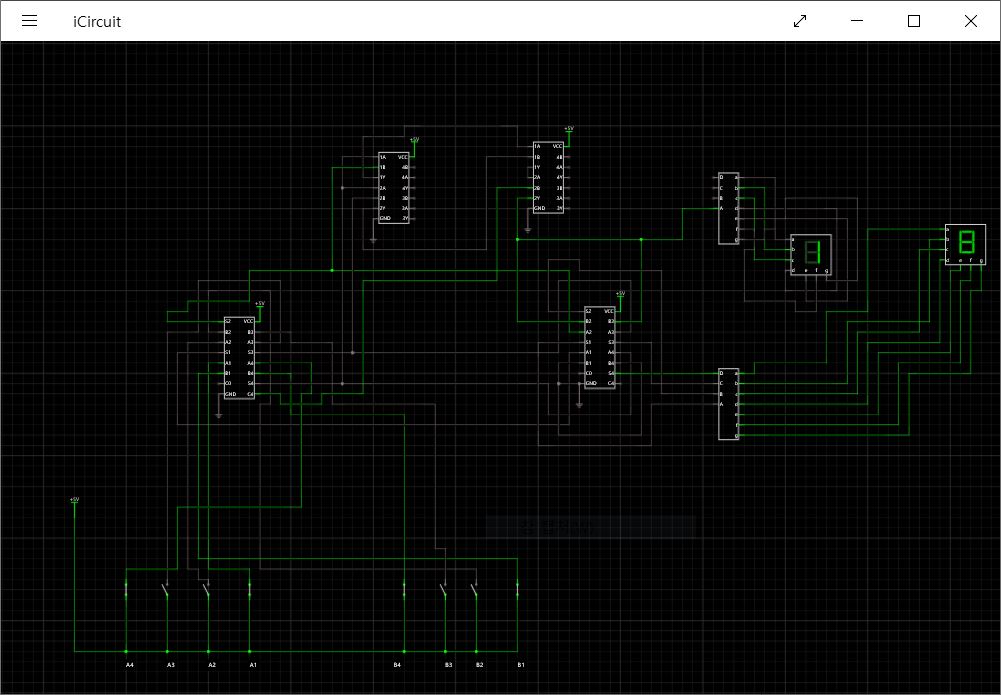 iCircuit
+5V
+5V
1A VCC
1B 4B
1Y 4A
2A 4Y
2B 3B
2Y 3A
GND 3Y
1A VCC
1B 4B
1Y 4A
2A 4Y
2B 3B
2Y 3A
GND 3Y
D a
C b
B c
A d
e
f
g
a
b
c
d e f g
1
a
b
c
d e f g
8
+5V
S2 VCC
B2 B3
A2 A3
S1 S3
A1 A4
B1 B4
C0 S4
GND C4
+5V
S2 VCC
B2 B3
A2 A3
S1 S3
A1 A4
B1 B4
C0 S4
GND C4
D a
C b
B c
A d
e
f
g
+5V
A4 A3 A2 A1 B4 B3 B2 B1